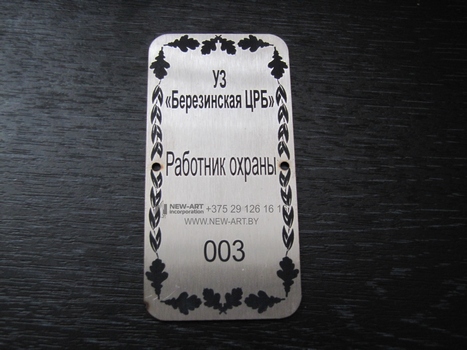 УЗ
«Березинская ЦРБ»
Работник охраны
NEW-ART incorporation +375 29 126 16 1
WWW.NEW-ART.BY
003